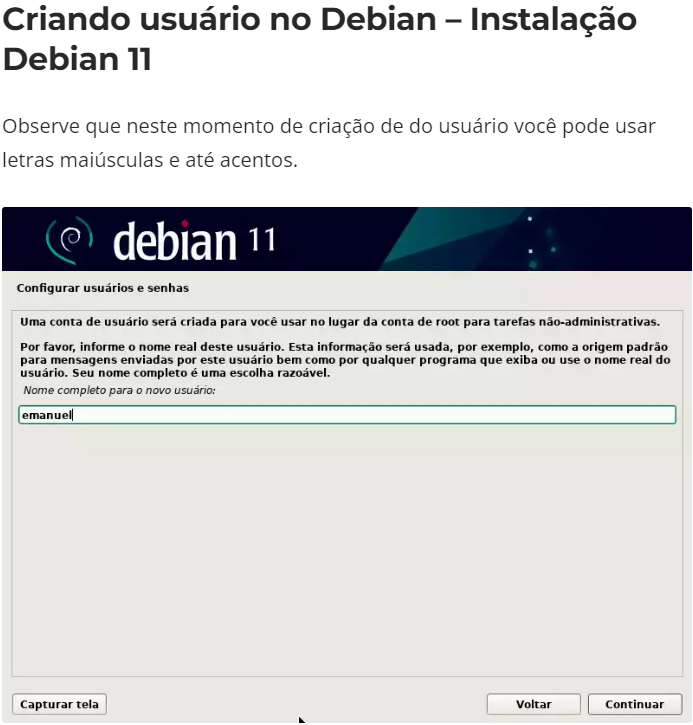 Criando usuário no Debian – Instalação
Debian 11
Observe que neste momento de criação de do usuário você pode usar
letras maiúsculas e até acentos.
debian 11
Configurar usuários e senhas
Uma conta de usuário será criada para você usar no lugar da conta de root para tarefas não-administrativas.
Por favor, informe o nome real deste usuário. Esta informação será usada, por exemplo, como a origem padrão
para mensagens enviadas por este usuário bem como por qualquer programa que exiba ou use o nome real do
usuário. Seu nome completo é uma escolha razoável.
Nome completo para o novo usuário:
emanuel
Capturar tela
Voltar
Continuar